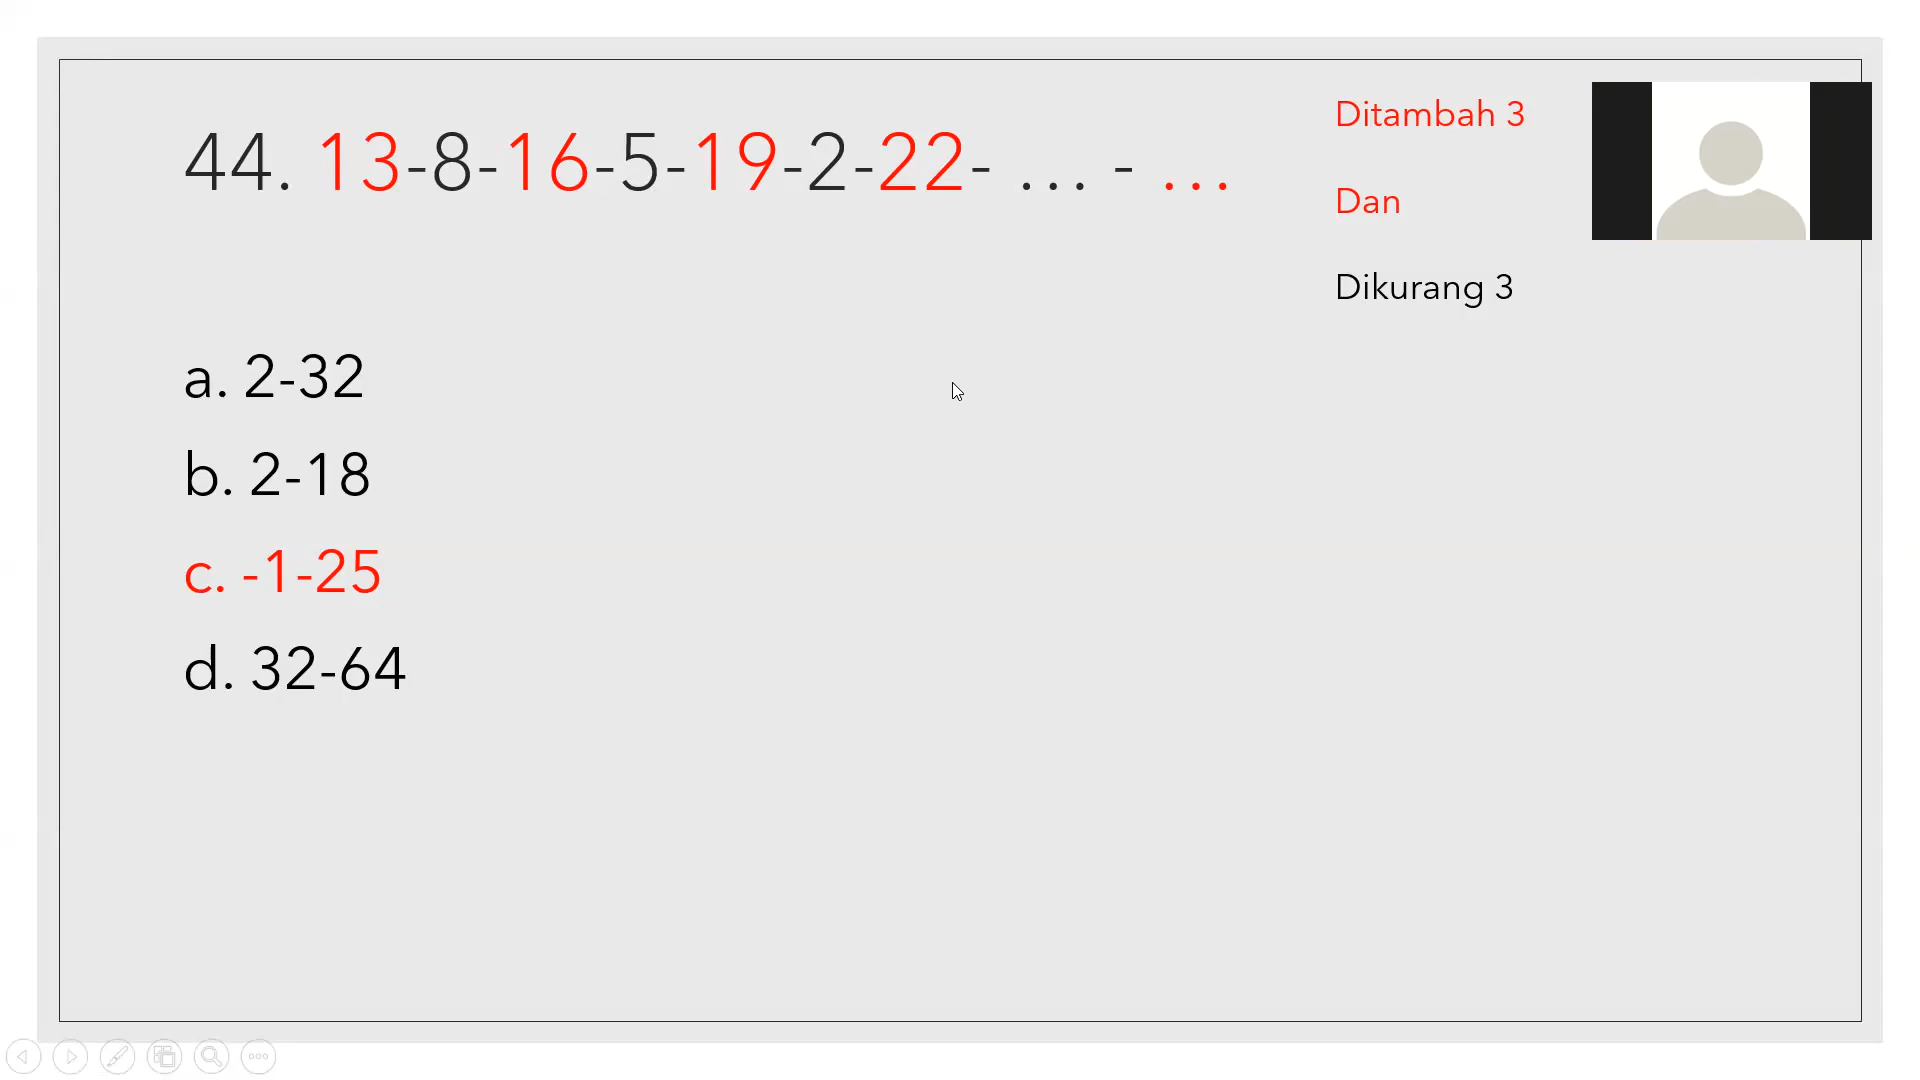 44. 13-8-16-5-19-2-22- ... - ...
Ditambah 3
Dan
Dikurang 3
a. 2-32
b. 2-18
c. -1-25
d. 32-64